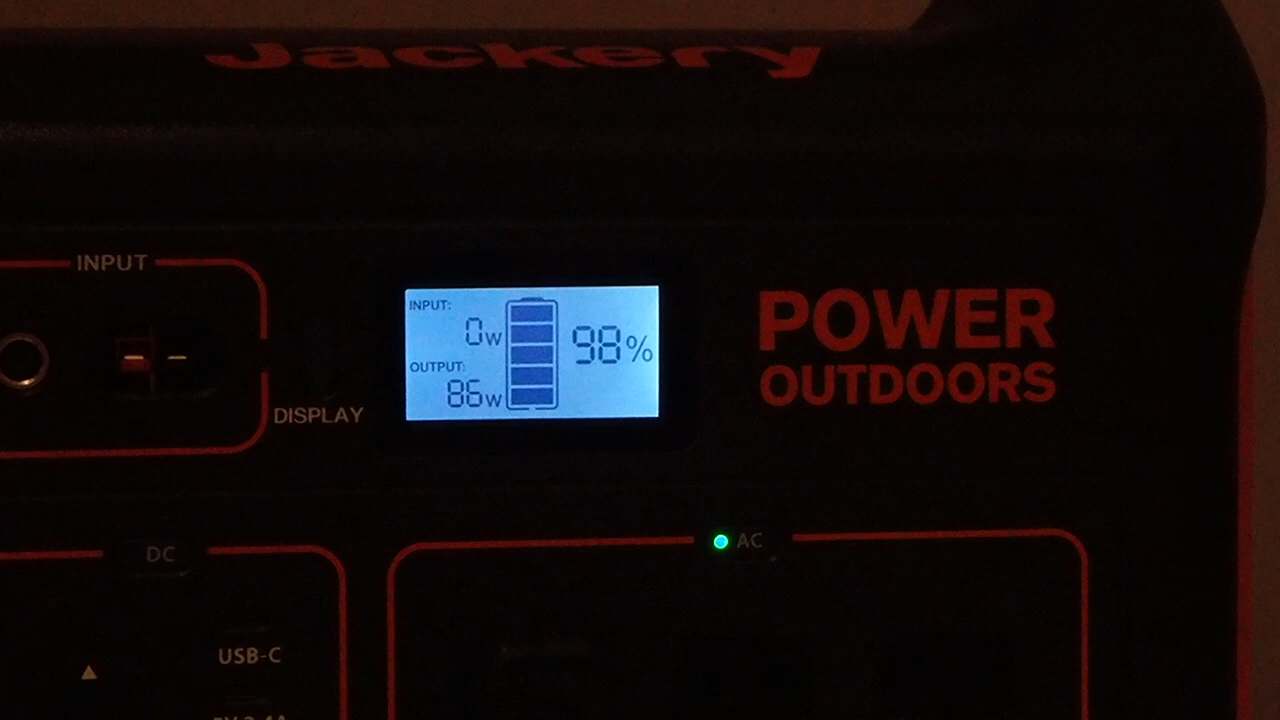 Jackery
INPUT
DISPLAY
INPUT:
0W
OUTPUT:
86W
98%
POWER
OUTDOORS
DC
AC
USB-C